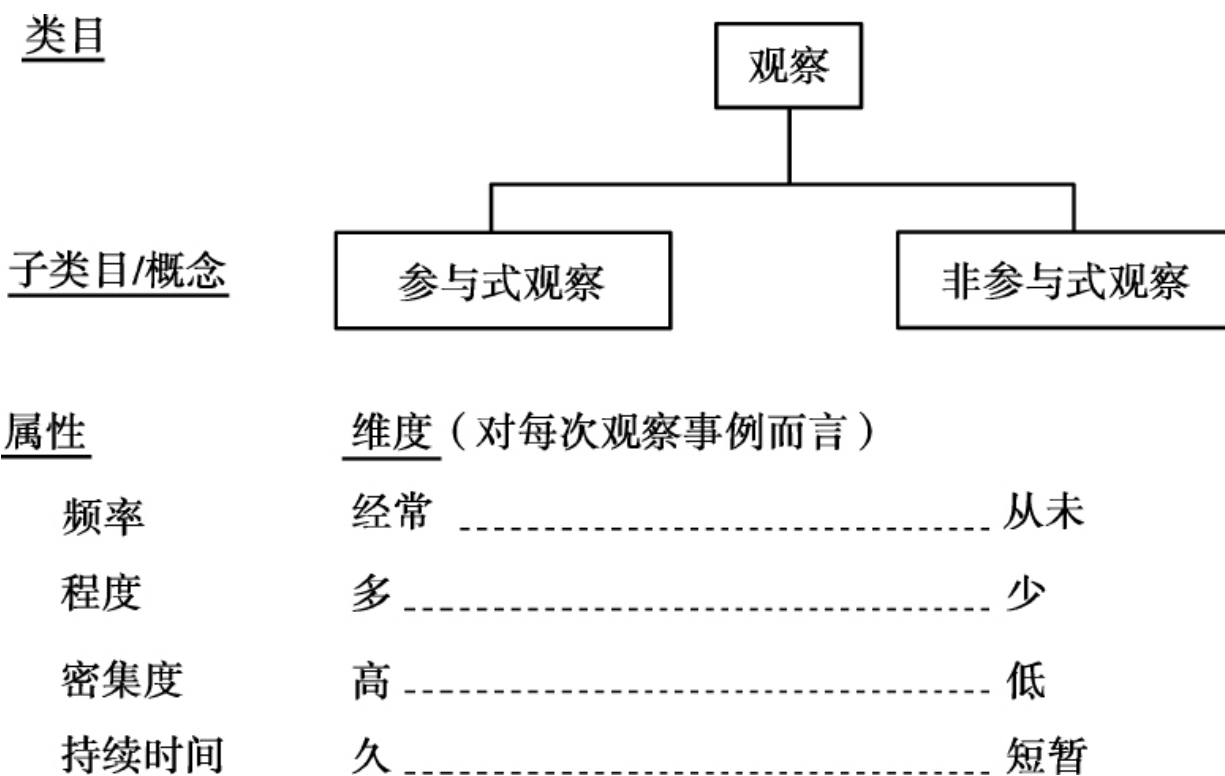 类目
观察
子类目/概念
参与式观察
非参与式观察
属性
维度（对每次观察事例而言）
频率 经常 从未
程度 多 少
密集度 高 低
持续时间 久 短暂